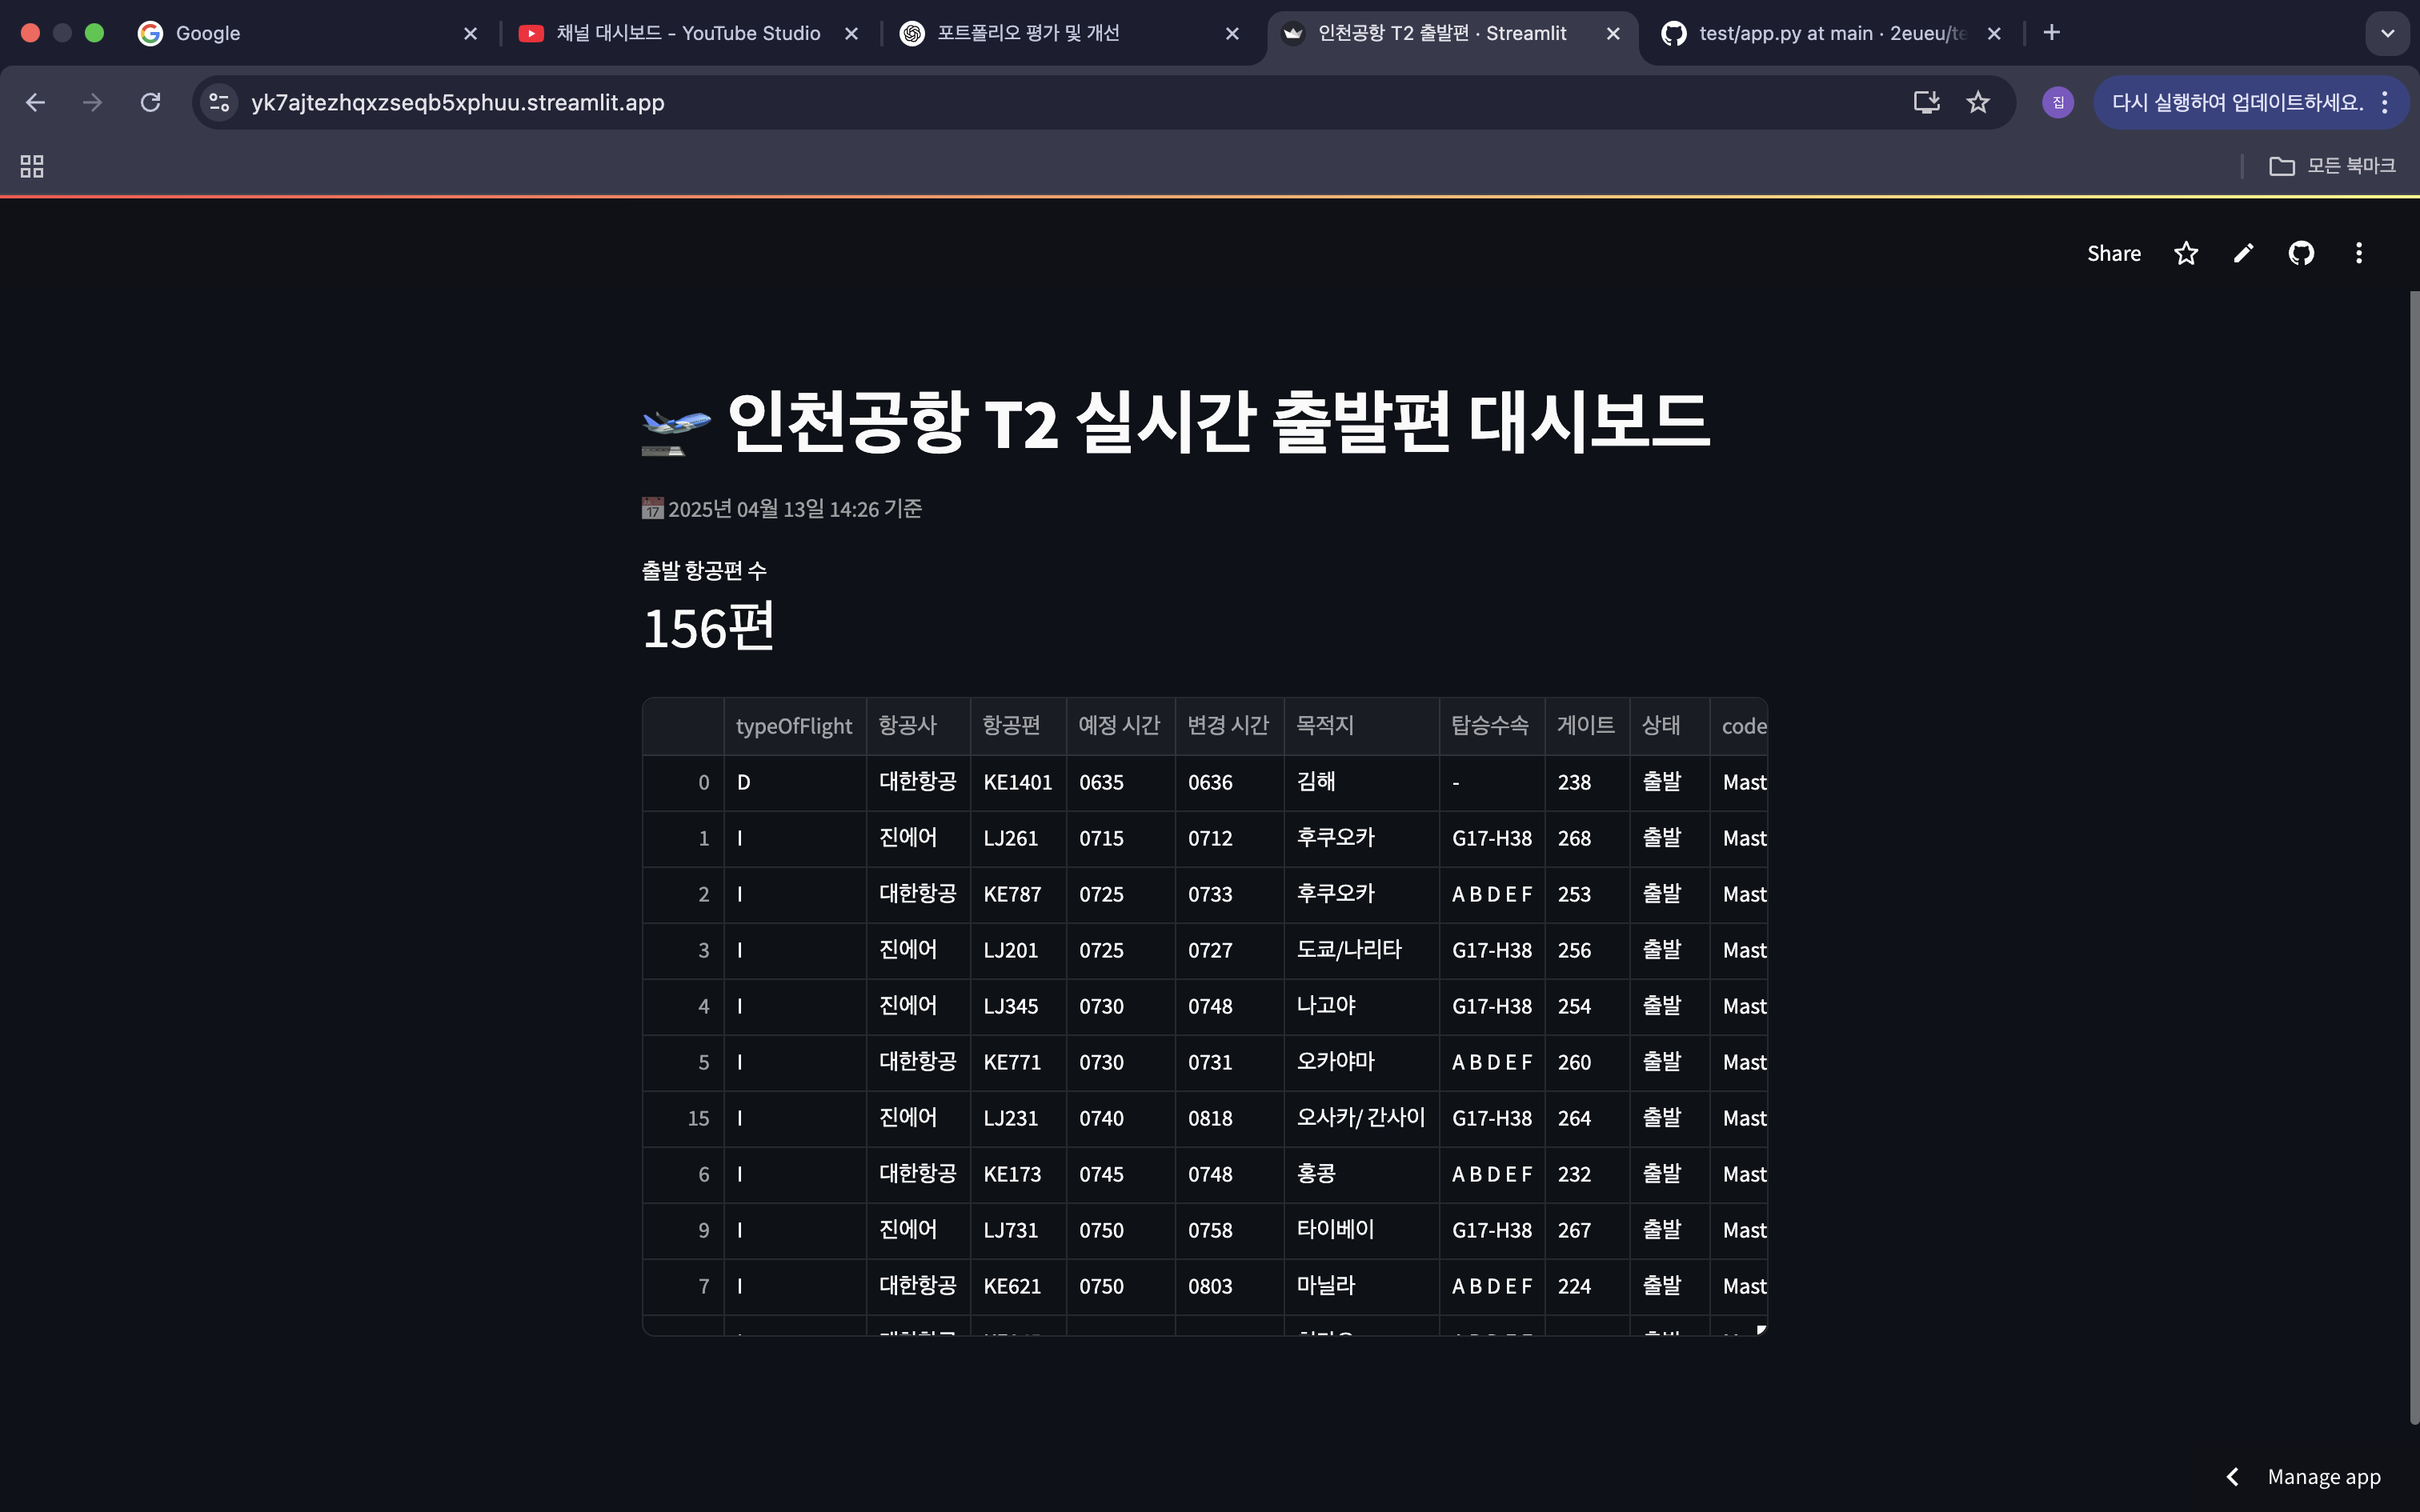 Google
채널 대시보드 - YouTube Studio
포트폴리오 평가 및 개선
인천공항 T2 출발편 · Streamlit
test/app.py at main · 2eueu/te
yk7ajtezhqxzseqb5xphuu.streamlit.app
집
다시 실행하여 업데이트하세요.
모든 북마크
Share
인천공항 T2 실시간 출발편 대시보드
17 2025년 04월 13일 14:26 기준
출발 항공편 수
156편
typeOfFlight 항공사 항공편 예정 시간 변경 시간 목적지 탑승수속 게이트 상태 code
0 D 대한항공 KE1401 0635 0636 김해 - 238 출발 Mast
1 I 진에어 LJ261 0715 0712 후쿠오카 G17-H38 268 출발 Mast
2 I 대한항공 KE787 0725 0733 후쿠오카 A B D E F 253 출발 Mast
3 I 진에어 LJ201 0725 0727 도쿄/나리타 G17-H38 256 출발 Mast
4 I 진에어 LJ345 0730 0748 나고야 G17-H38 254 출발 Mast
5 I 대한항공 KE771 0730 0731 오카야마 A B D E F 260 출발 Mast
15 I 진에어 LJ231 0740 0818 오사카/ 간사이 G17-H38 264 출발 Mast
6 I 대한항공 KE173 0745 0748 홍콩 A B D E F 232 출발 Mast
9 I 진에어 LJ731 0750 0758 타이베이 G17-H38 267 출발 Mast
7 I 대한항공 KE621 0750 0803 마닐라 A B D E F 224 출발 Mast
Manage app